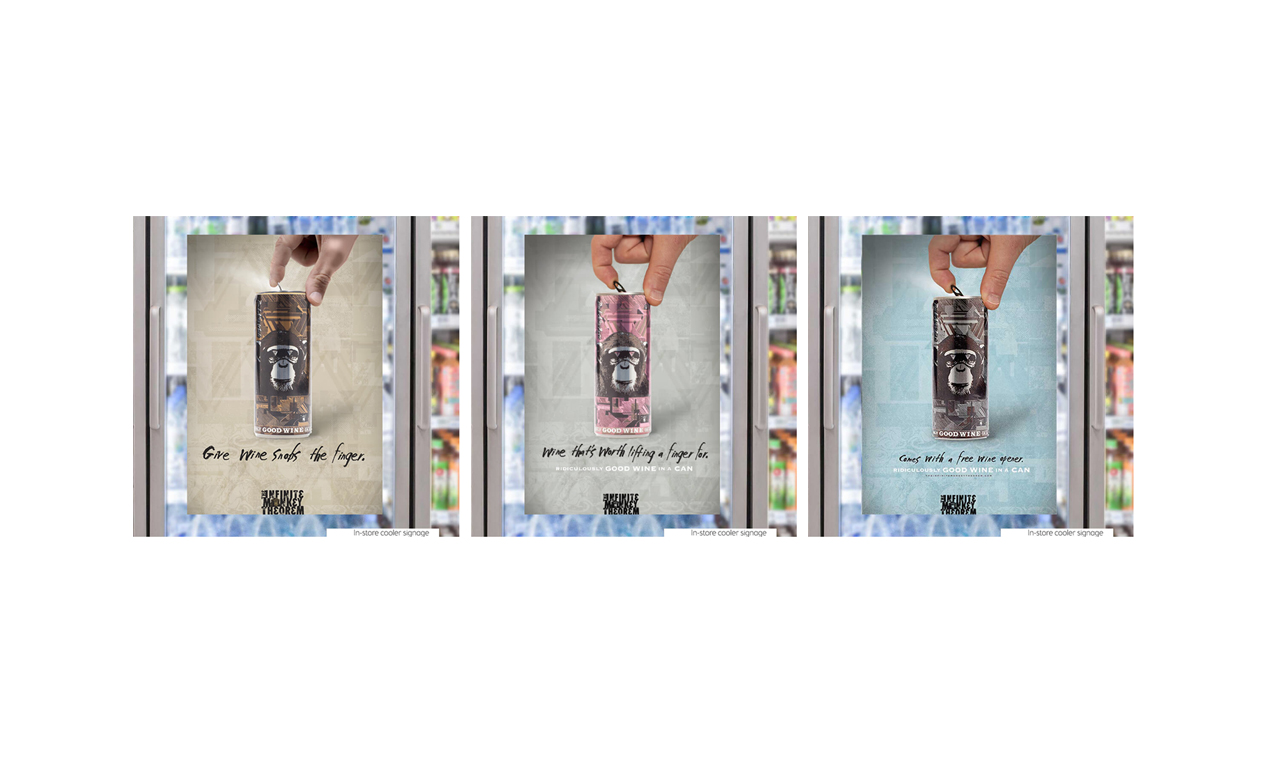 GOOD WINE
Give Wine Snobs the finger.
THE INFINITE
MONKEY
THEOREM
In-store cooler signage
GOOD WINE
Wine that's Worth lifting a finger for.
RIDICULOUSLY GOOD WINE IN A CAN
THE INFINITE
MONKEY
THEOREM
In-store cooler signage
GOOD WINE
Comes with a free wine opener.
RIDICULOUSLY GOOD WINE IN A CAN
THE INFINITE
MONKEY
THEOREM
In-store cooler signage